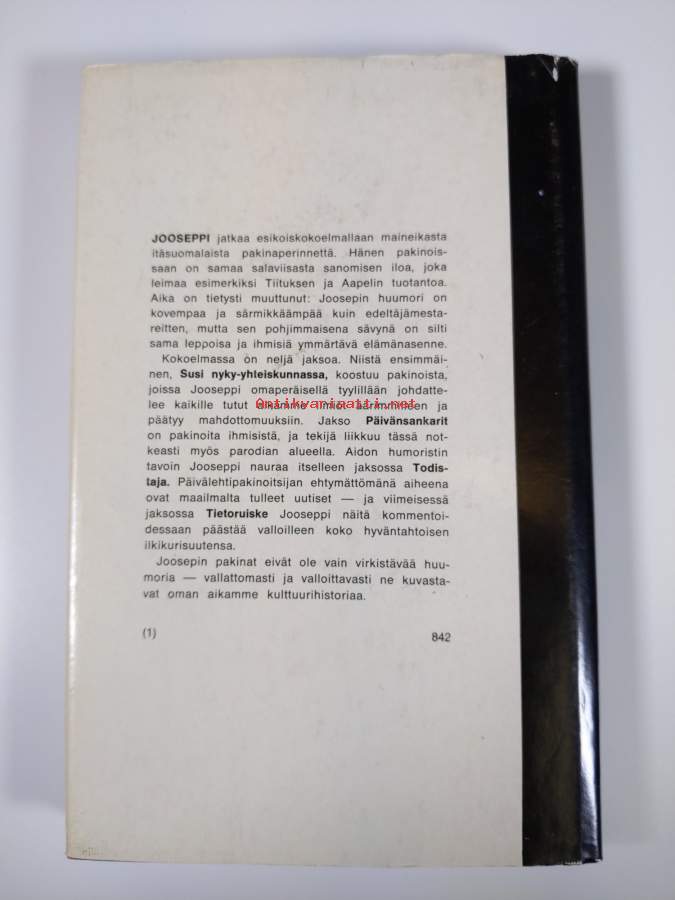 JOOSEPPI jatkaa esikoiskokoelmallaan maineikasta
itäsuomalaista pakinaperinnettä. Hänen pakinois-
saan on samaa salaviisasta sanomisen iloa, joka
leimaa esimerkiksi Tiituksen ja Aapelin tuotantoa.
Aika on tietysti muuttunut: Joosepin huumori on
kovempaa ja särmikkäämpää kuin edeltäjämesta-
reitten, mutta sen pohjimmaisena sävynä on silti
sama leppoisa ja ihmisiä ymmärtävä elämänasenne.
Kokoelmassa on neljä jaksoa. Niistä ensimmäi-
nen, Susi nyky-yhteiskunnassa, koostuu pakinoista,
joissa Jooseppi omaperäisellä tyylillään johdatte-
lee kaikille tutut aikamme ilmiöt äärimmilleen ja
Antikvariaatti.net
päätyy mahdottomuuksiin. Jakso Päivänsankarit
on pakinoita ihmisistä, ja tekijä liikkuu tässä not-
keasti myös parodian alueella. Aidon humoristin
tavoin Jooseppi nauraa itselleen jaksossa Todis-
taja. Päivälehtipakinoitsijan ehtymättömänä aiheena
ovat maailmalta tulleet uutiset — ja viimeisessä
jaksossa Tietoruiske Jooseppi näitä kommentoi-
dessaan päästää valloilleen koko hyväntahtoisen
ilkikurisuutensa.
Joosepin pakinat eivät ole vain virkistävää huu-
moria — vallattomasti ja valloittavasti ne kuvasta-
vat oman aikamme kulttuurihistoriaa.
(1) 842